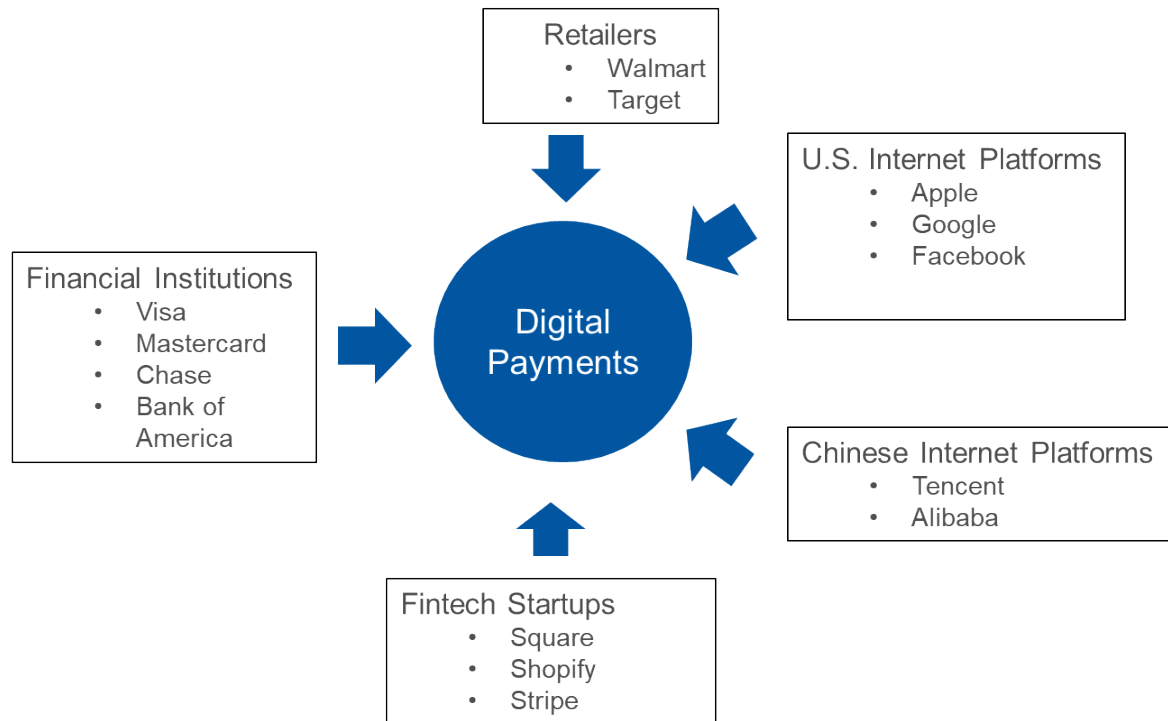 Retailers
• Walmart
• Target
U.S. Internet Platforms
• Apple
• Google
• Facebook
Financial Institutions
• Visa
• Mastercard
• Chase
• Bank of
America
Digital
Payments
Chinese Internet Platforms
• Tencent
• Alibaba
Fintech Startups
• Square
• Shopify
• Stripe